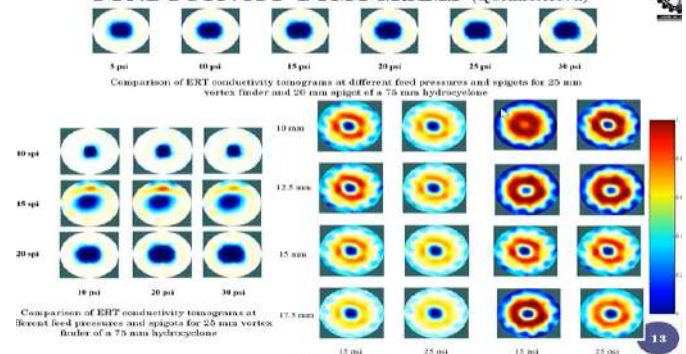 (Qualitative)
5 psi 10 psi 15 psi 20 psi 25 psi 30 psi
Comparison of ERT conductivity tomograms at different feed pressures and spigots for 25 mm
vortex finder and 20 mm spigot of a 75 mm hydrocyclone
10 mm
10 spi
12.5 mm
15 spi
15 mm
20 spi
10 psi 20 psi 30 psi
Comparison of ERT conductivity tomograms at
fferent feed pressures and spigots for 25 mm vortex
finder of a 75 mm hydrocyclone
17.5 mm
15 psi 25 psi 15 psi 25 psi
13